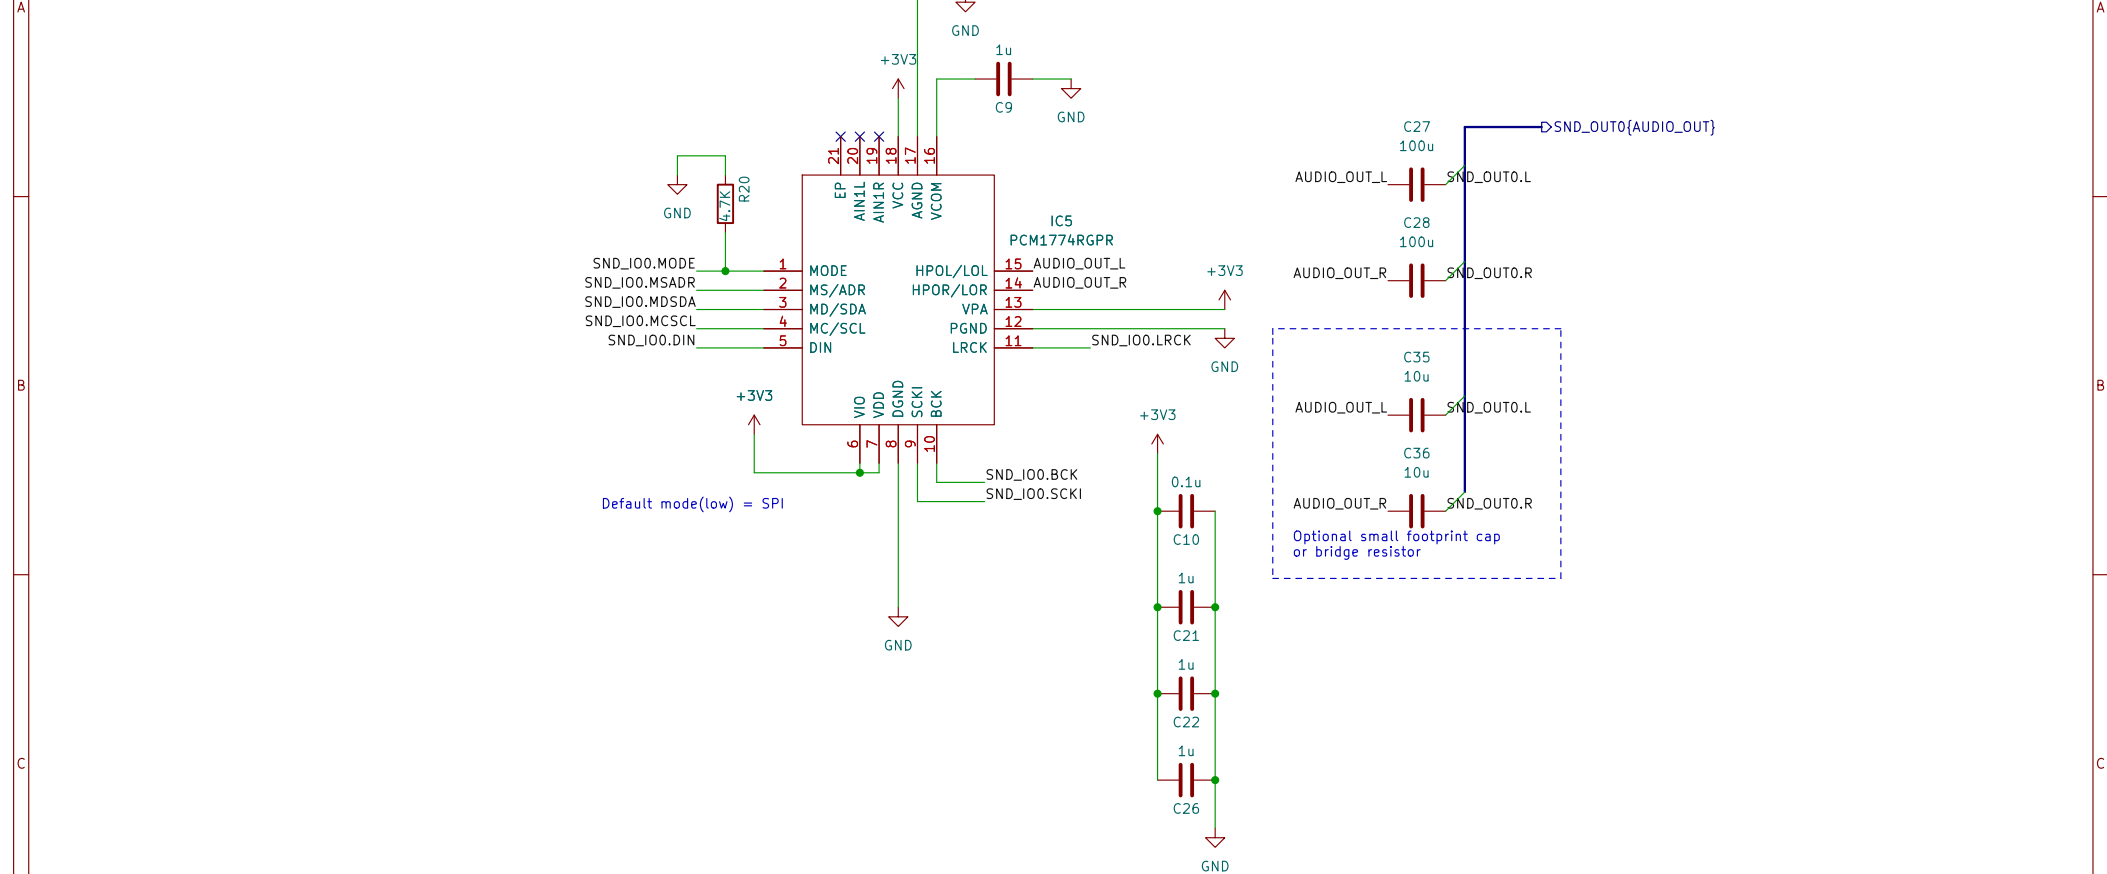 A
A
GND
1u
+3V3
C9
GND
C27
100u
SND_OUT0{AUDIO_OUT}
21
20
19
18
17
16
EP
AIN1L
AIN1R
VCC
AGND
VCOM
R20
4.7K
GND
AUDIO_OUT_L
SND_OUT0.L
IC5
PCM1774RGPR
C28
100u
SND_IO0.MODE
1
MODE
HPOL/LOL
15
AUDIO_OUT_L
+3V3
AUDIO_OUT_R
SND_OUT0.R
SND_IO0.MSADR
2
MS/ADR
HPOR/LOR
14
AUDIO_OUT_R
SND_IO0.MDSDA
3
MD/SDA
VPA
13
SND_IO0.MCSCL
4
MC/SCL
PGND
12
SND_IO0.DIN
5
DIN
LRCK
11
SND_IO0.LRCK
GND
C35
10u
B
B
+3V3
VIO
VDD
DGND
SCKI
BCK
6
7
8
9
10
+3V3
AUDIO_OUT_L
SND_OUT0.L
C36
10u
SND_IO0.BCK
SND_IO0.SCKI
0.1u
Default mode(low) = SPI
AUDIO_OUT_R
SND_OUT0.R
C10
Optional small footprint cap
or bridge resistor
1u
C21
GND
1u
C22
1u
C
C
C26
GND